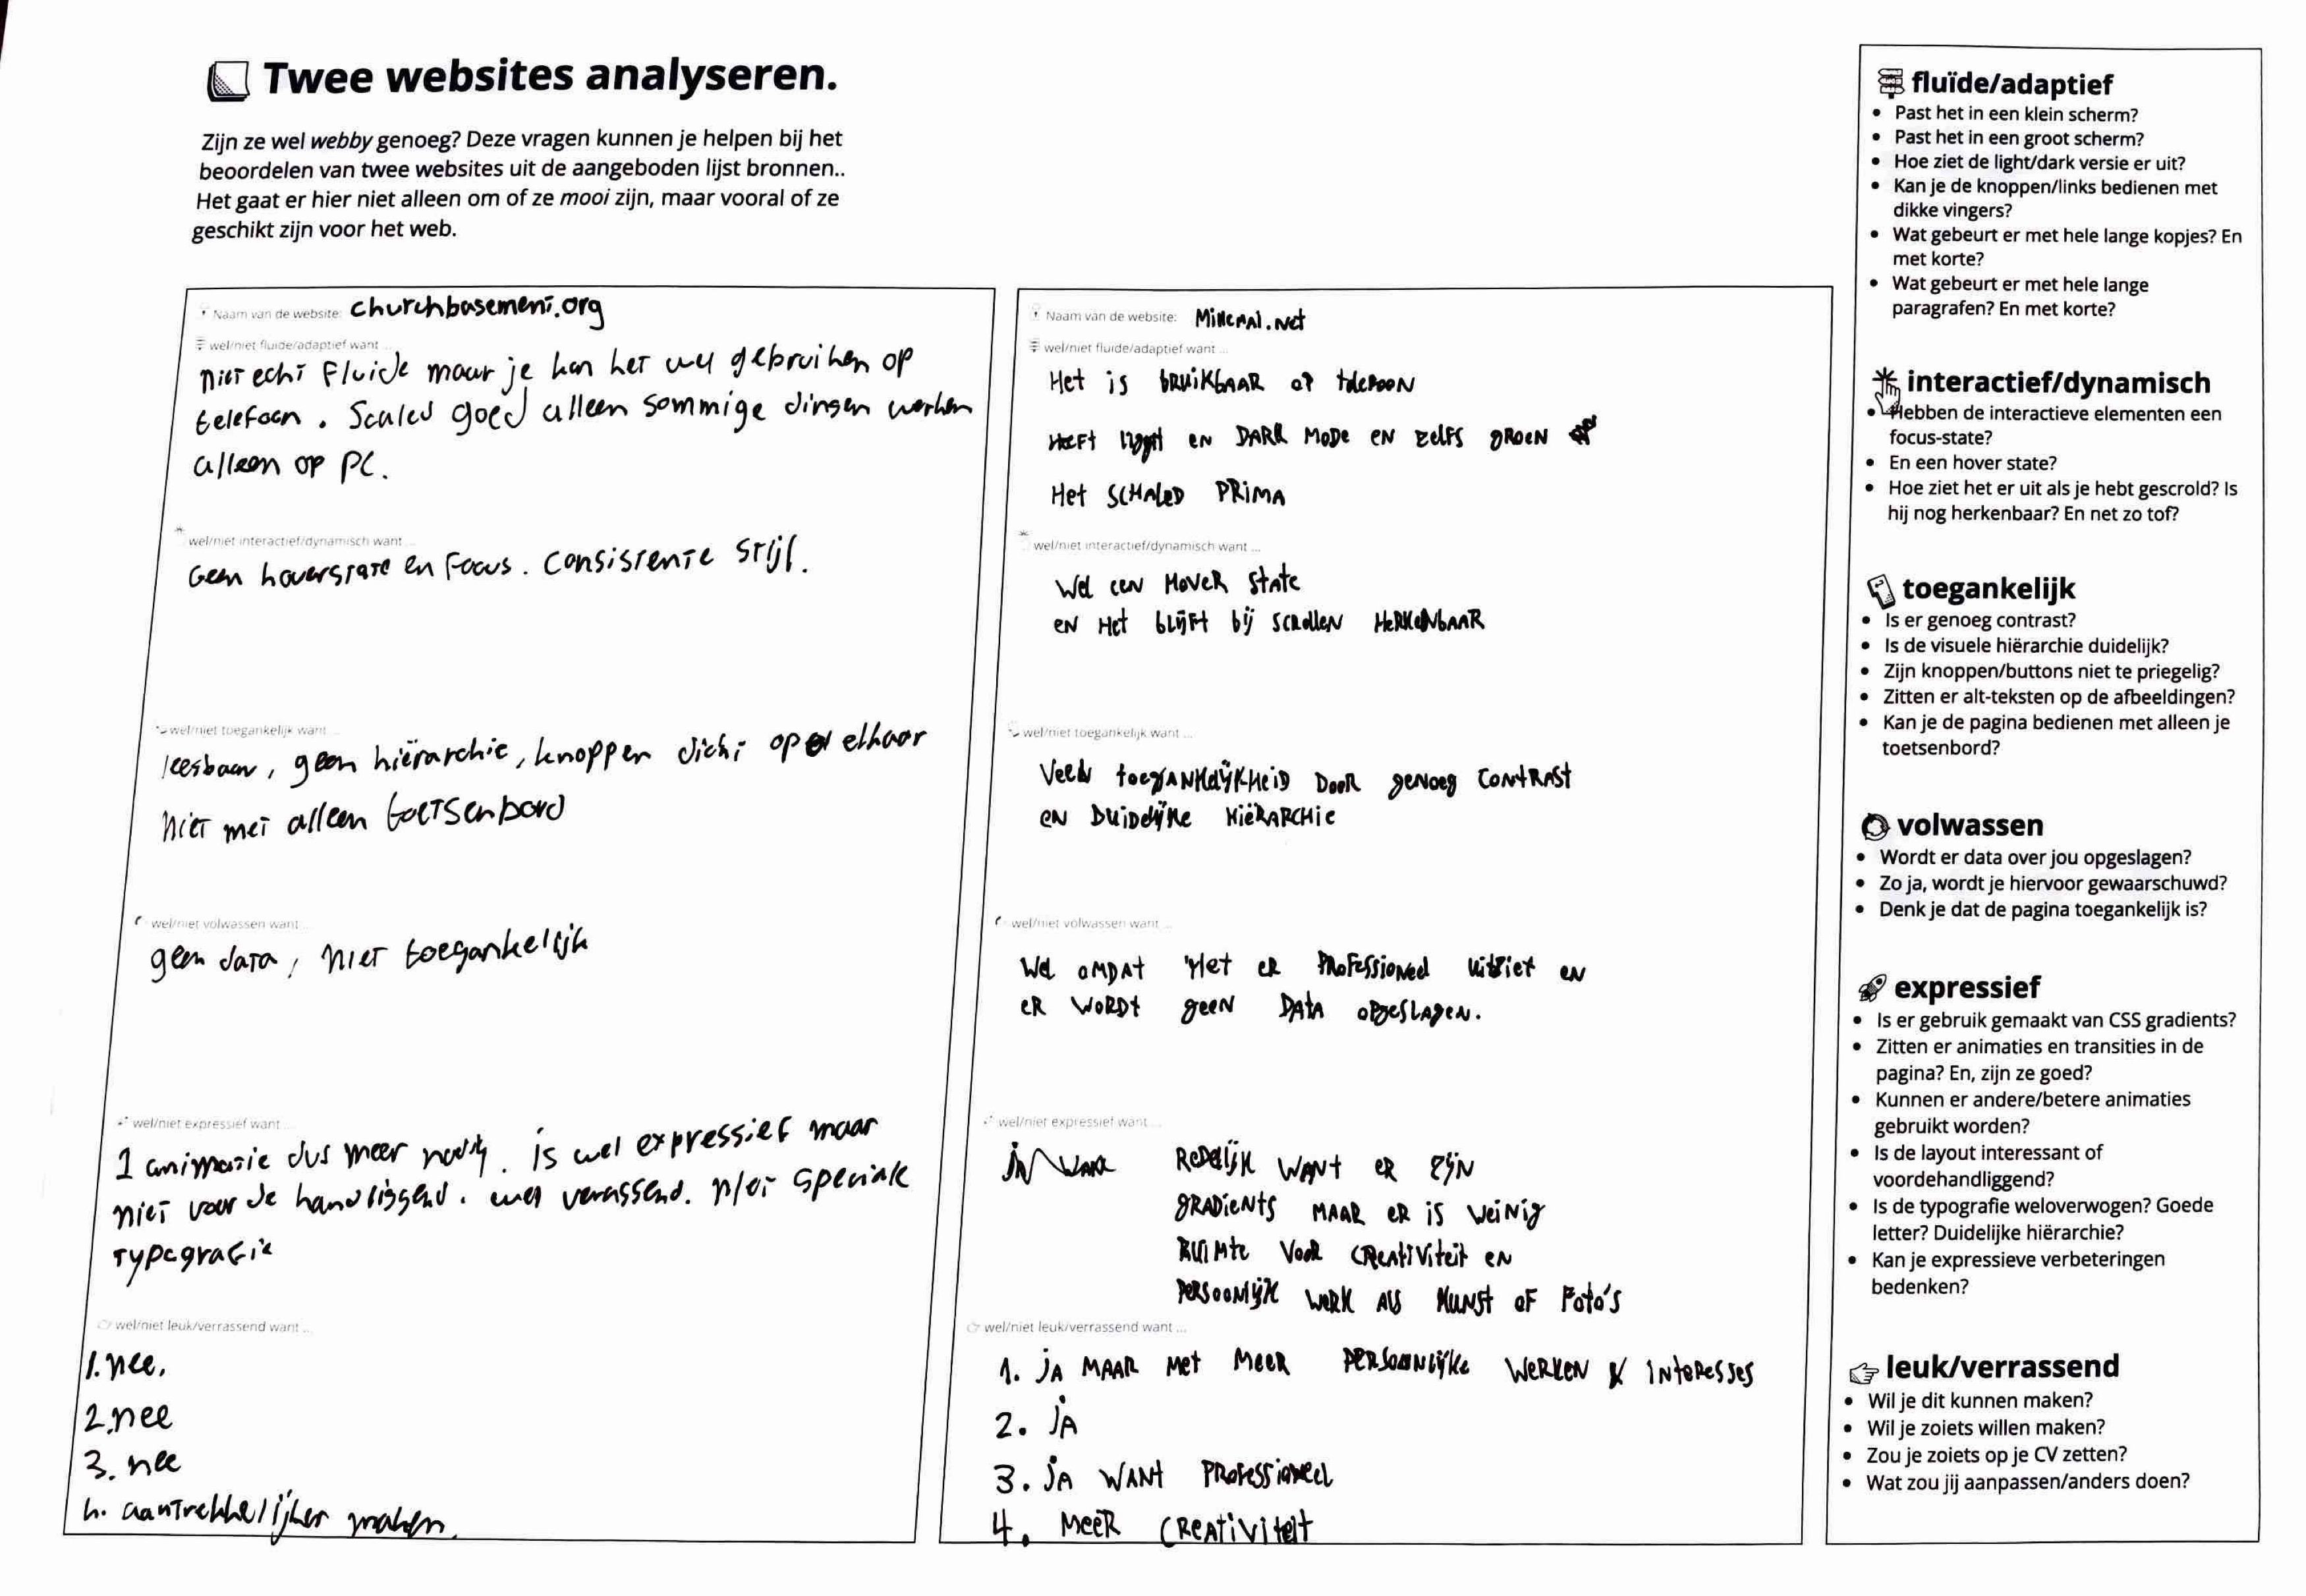 Twee websites analyseren.
Zijn ze wel webby genoeg? Deze vragen kunnen je helpen bij het
beoordelen van twee websites uit de aangeboden lijst bronnen..
Het gaat er hier niet alleen om of ze mooi zijn, maar vooral of ze
geschikt zijn voor het web.
Naam van de website: churchbasement.org
wel/niet fluide/adaptief want ...
niet echt fluide maar je kan het wel gebruiken op
telefoon. Scaled goed alleen sommige dingen werken
alleen op PC.
wel/niet interactief/dynamisch want ...
Geen hoverstate en focus. Consistente stijl.
wel/niet toegankelijk want ...
leesbaar, geen hiërarchie, knoppen dicht op elkaar
niet met alleen toetsenbord
wel/niet volwassen want ...
geen data, niet toegankelijk
wel/niet expressief want ...
1 animatie dus meer nodig. is wel expressief maar
niet voor de handliggend. wel verassend. niet speciale
typografie
wel/niet leuk/verrassend want ...
1. nee.
2. nee
3. nee
4. aantrekkelijker maken.
Naam van de website: .net
wel/niet fluide/adaptief want ...
Het is bruikbaar op telefoon
Heeft light en dark mode en zelfs groen
Het schaled prima
wel/niet interactief/dynamisch want ...
Wel een hover state
en het blijft bij scrollen herkenbaar
wel/niet toegankelijk want ...
Veel toegankelijkheid door genoeg contrast
en duidelijke hiërarchie
wel/niet volwassen want ...
Wel omdat het er professioneel uitziet en
er wordt geen data opgeslagen.
wel/niet expressief want ...
Redelijk want er zijn
gradients maar er is weinig
ruimte voor creativiteit en
persoonlijk werk als kunst of foto's
wel/niet leuk/verrassend want ...
1. ja maar met meer persoonlijke werken & interesses
2. ja
3. ja want professioneel
4. meer creativiteit
fluïde/adaptief
• Past het in een klein scherm?
• Past het in een groot scherm?
• Hoe ziet de light/dark versie er uit?
• Kan je de knoppen/links bedienen met
dikke vingers?
• Wat gebeurt er met hele lange kopjes? En
met korte?
• Wat gebeurt er met hele lange
paragrafen? En met korte?
interactief/dynamisch
• Hebben de interactieve elementen een
focus-state?
• En een hover state?
• Hoe ziet het er uit als je hebt gescrold? Is
hij nog herkenbaar? En net zo tof?
toegankelijk
• Is er genoeg contrast?
• Is de visuele hiërarchie duidelijk?
• Zijn knoppen/buttons niet te priegelig?
• Zitten er alt-teksten op de afbeeldingen?
• Kan je de pagina bedienen met alleen je
toetsenbord?
volwassen
• Wordt er data over jou opgeslagen?
• Zo ja, wordt je hiervoor gewaarschuwd?
• Denk je dat de pagina toegankelijk is?
expressief
• Is er gebruik gemaakt van CSS gradients?
• Zitten er animaties en transities in de
pagina? En, zijn ze goed?
• Kunnen er andere/betere animaties
gebruikt worden?
• Is de layout interessant of
voordehandliggend?
• Is de typografie weloverwogen? Goede
letter? Duidelijke hiërarchie?
• Kan je expressieve verbeteringen
bedenken?
leuk/verrassend
• Wil je dit kunnen maken?
• Wil je zoiets willen maken?
• Zou je zoiets op je CV zetten?
• Wat zou jij aanpassen/anders doen?